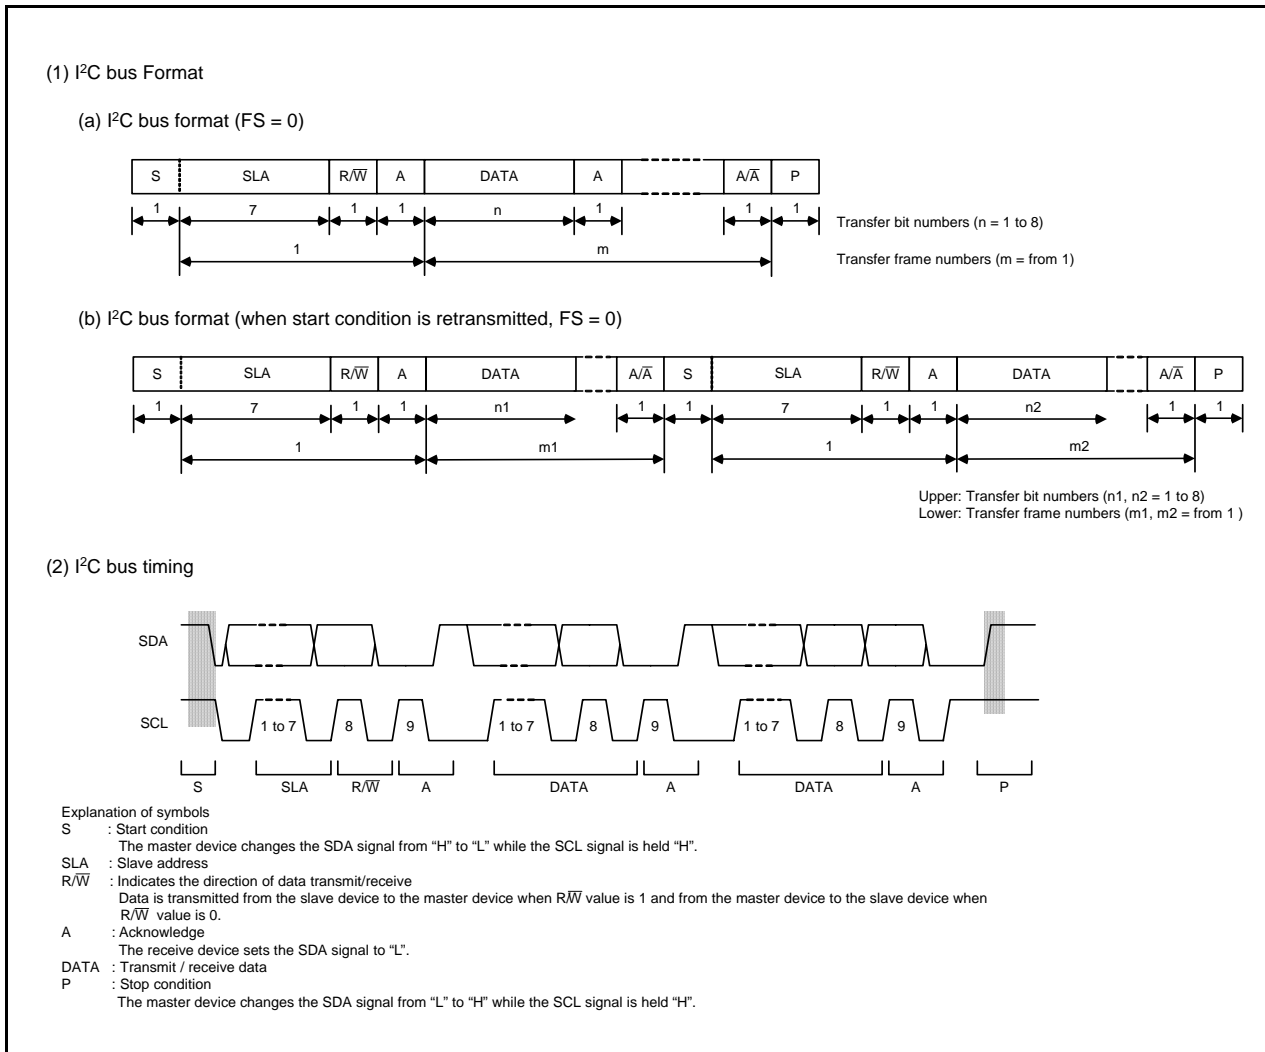 (1) I²C bus Format
(a) I²C bus format (FS = 0)
S SLA R/W̅ A DATA A A/A̅ P
1 7 1 1 n 1 1 1
Transfer bit numbers (n = 1 to 8)
1 m
Transfer frame numbers (m = from 1)
(b) I²C bus format (when start condition is retransmitted, FS = 0)
S SLA R/W̅ A DATA A/A̅ S SLA R/W̅ A DATA A/A̅ P
1 7 1 1 n1 1 1 7 1 1 n2 1 1
1 m1 1 m2
Upper: Transfer bit numbers (n1, n2 = 1 to 8)
Lower: Transfer frame numbers (m1, m2 = from 1 )
(2) I²C bus timing
SDA
SCL 1 to 7 8 9 1 to 7 8 9 1 to 7 8 9
S SLA R/W̅ A DATA A DATA A P
Explanation of symbols
S : Start condition
The master device changes the SDA signal from “H” to “L” while the SCL signal is held “H”.
SLA : Slave address
R/W̅ : Indicates the direction of data transmit/receive
Data is transmitted from the slave device to the master device when R/W̅ value is 1 and from the master device to the slave device when
R/W̅ value is 0.
A : Acknowledge
The receive device sets the SDA signal to “L”.
DATA : Transmit / receive data
P : Stop condition
The master device changes the SDA signal from “L” to “H” while the SCL signal is held “H”.